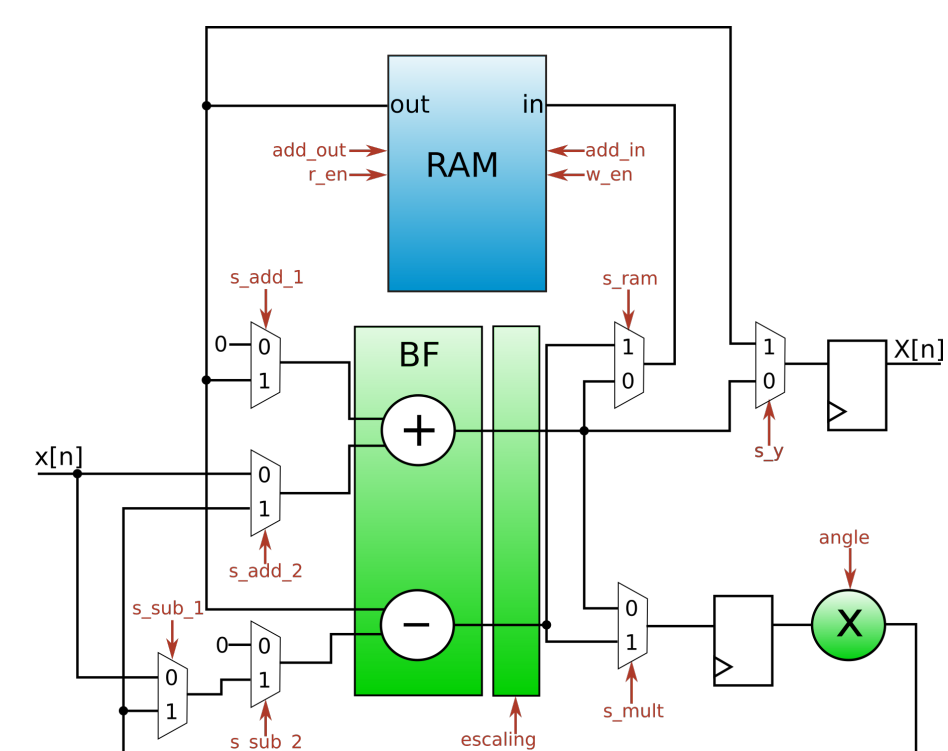 out in
add_out add_in
RAM
r_en w_en
s_add_1 s_ram
0 0 1 1
BF X[n]
1 0 0
+
s_y
x[n]
0
1
angle
s_add_2
s_sub_1 0
X
−
0 0 1
0 1
1
s_mult
s_sub_2 escaling